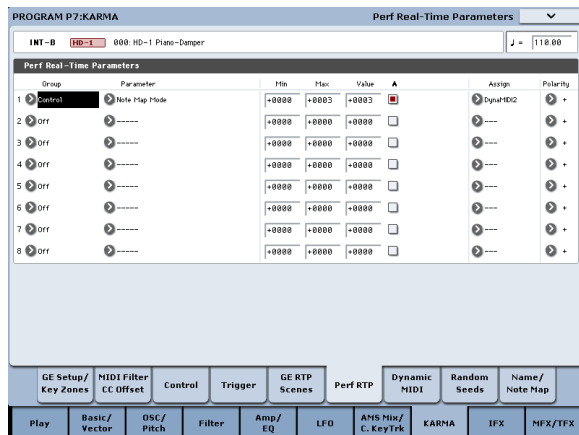 PROGRAM P7:KARMA Perf Real-Time Parameters
INT-B HD-1 000: HD-1 Piano-Damper ♩ = 110.00
Perf Real-Time Parameters
Group Parameter Min Max Value A Assign Polarity
1 Control Note Map Mode +0000 +0003 +0003 DynaMIDI2 +
2 Off ----- +0000 +0000 +0000 --- +
3 Off ----- +0000 +0000 +0000 --- +
4 Off ----- +0000 +0000 +0000 --- +
5 Off ----- +0000 +0000 +0000 --- +
6 Off ----- +0000 +0000 +0000 --- +
7 Off ----- +0000 +0000 +0000 --- +
8 Off ----- +0000 +0000 +0000 --- +
GE Setup/ MIDI Filter Control Trigger GE RTP Perf RTP Dynamic Random Name/
Key Zones CC Offset Scenes MIDI Seeds Note Map
Play Basic/ OSC/ Filter Amp/ LFO AMS Mix/ KARMA IFX MFX/TFX
Vector Pitch EQ C. KeyTrk